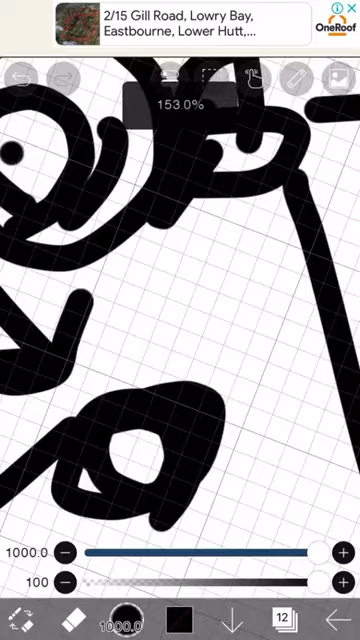 2/15 Gill Road, Lowry Bay,
Eastbourne, Lower Hutt,...
OneRoof
153.0%
1000.0
100
1000.0
12